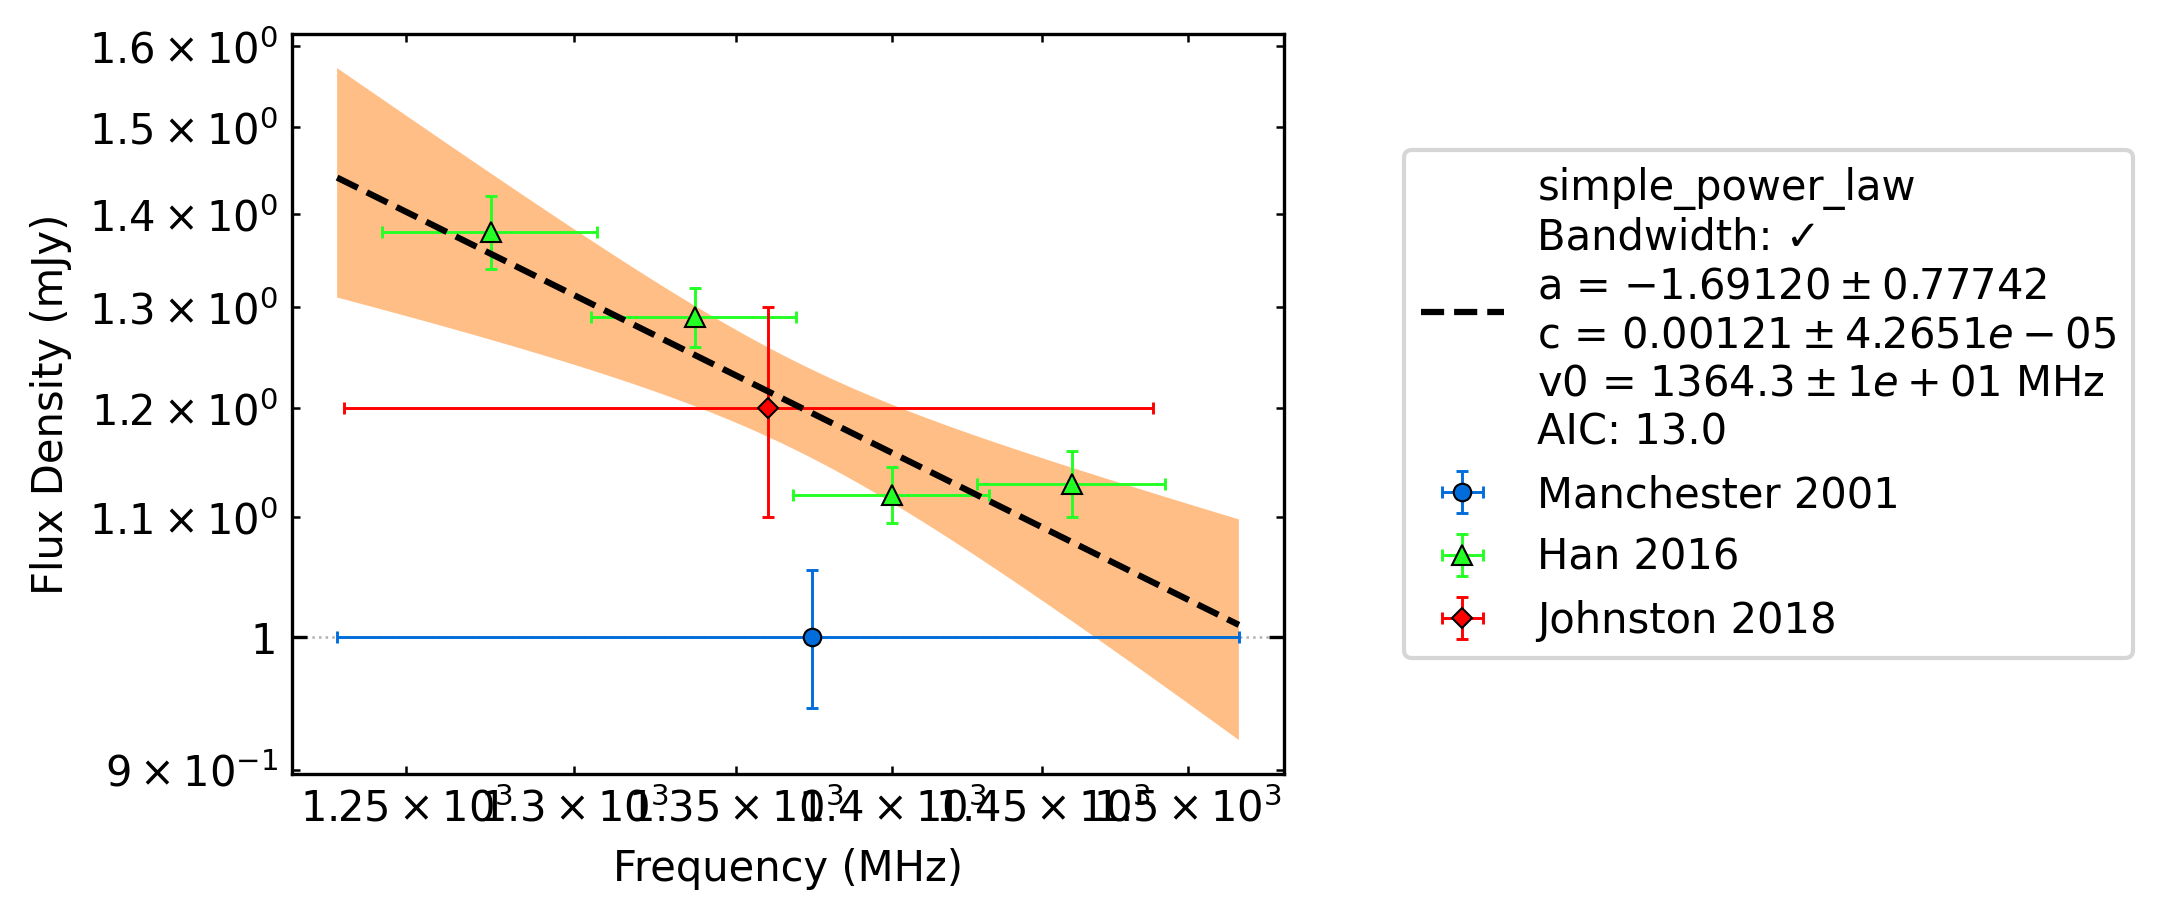 1.6 × 10⁰
1.5 × 10⁰
1.4 × 10⁰
1.3 × 10⁰
1.2 × 10⁰
1.1 × 10⁰
1
9 × 10⁻¹
Flux Density (mJy)
1.25 × 10³ 1.3 × 10³ 1.35 × 10³ 1.4 × 10³ 1.45 × 10³ 1.5 × 10³
Frequency (MHz)
simple_power_law
Bandwidth: ✓
a = −1.69120 ± 0.77742
c = 0.00121 ± 4.2651e − 05
v0 = 1364.3 ± 1e + 01 MHz
AIC: 13.0
Manchester 2001
Han 2016
Johnston 2018